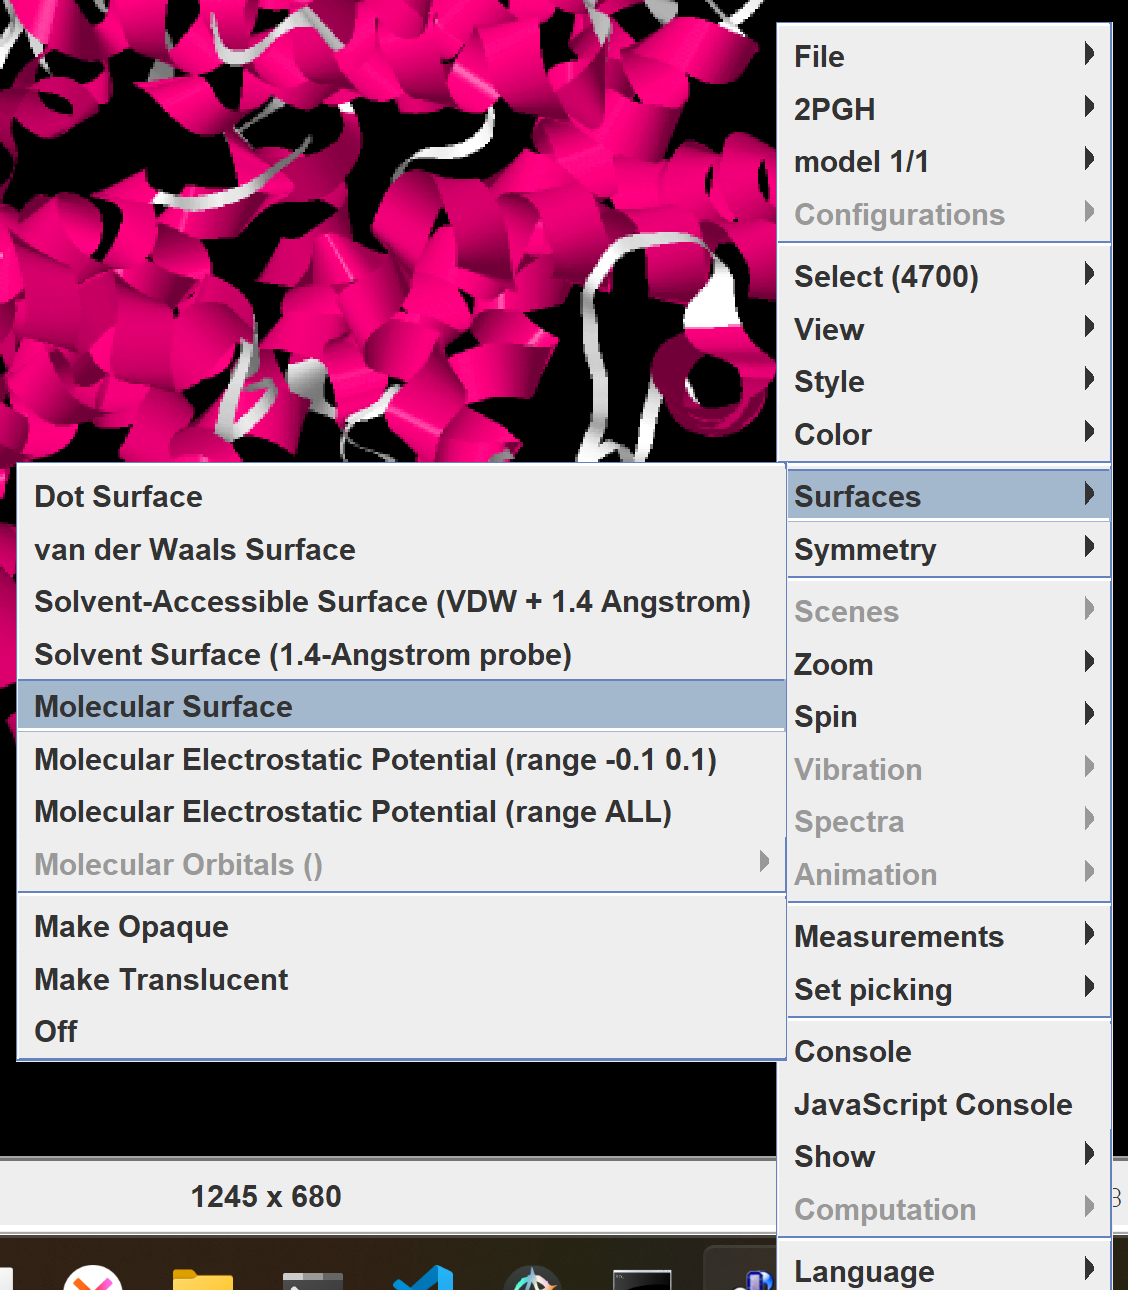 File
2PGH
model 1/1
Configurations
Select (4700)
View
Style
Color
Surfaces
Symmetry
Scenes
Zoom
Spin
Vibration
Spectra
Animation
Measurements
Set picking
Console
JavaScript Console
Show
Computation
Language
Dot Surface
van der Waals Surface
Solvent-Accessible Surface (VDW + 1.4 Angstrom)
Solvent Surface (1.4-Angstrom probe)
Molecular Surface
Molecular Electrostatic Potential (range -0.1 0.1)
Molecular Electrostatic Potential (range ALL)
Molecular Orbitals ()
Make Opaque
Make Translucent
Off
1245 x 680